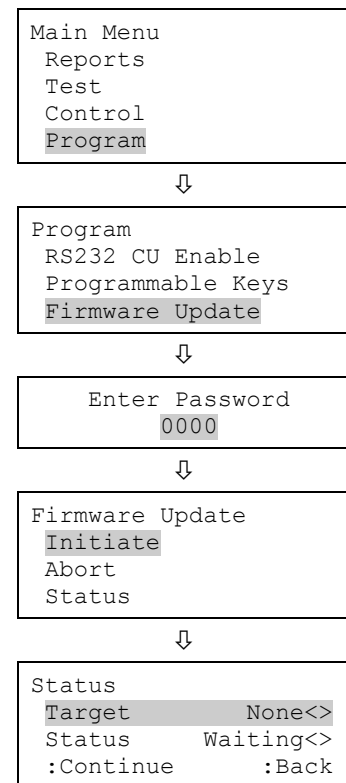 Main Menu
Reports
Test
Control
Program
⇩
Program
RS232 CU Enable
Programmable Keys
Firmware Update
⇩
Enter Password
0000
⇩
Firmware Update
Initiate
Abort
Status
⇩
Status
Target None<>
Status Waiting<>
:Continue :Back